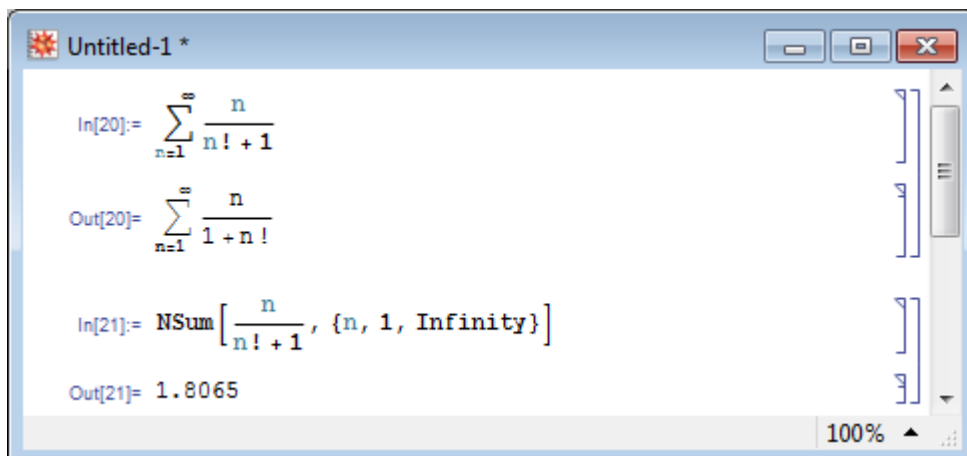 Untitled-1 *
In[20]:= ∑_{n=1}^{∞} n/(n! + 1)
Out[20]= ∑_{n=1}^{∞} n/(1 + n!)
In[21]:= NSum[n/(n! + 1), {n, 1, Infinity}]
Out[21]= 1.8065
100%